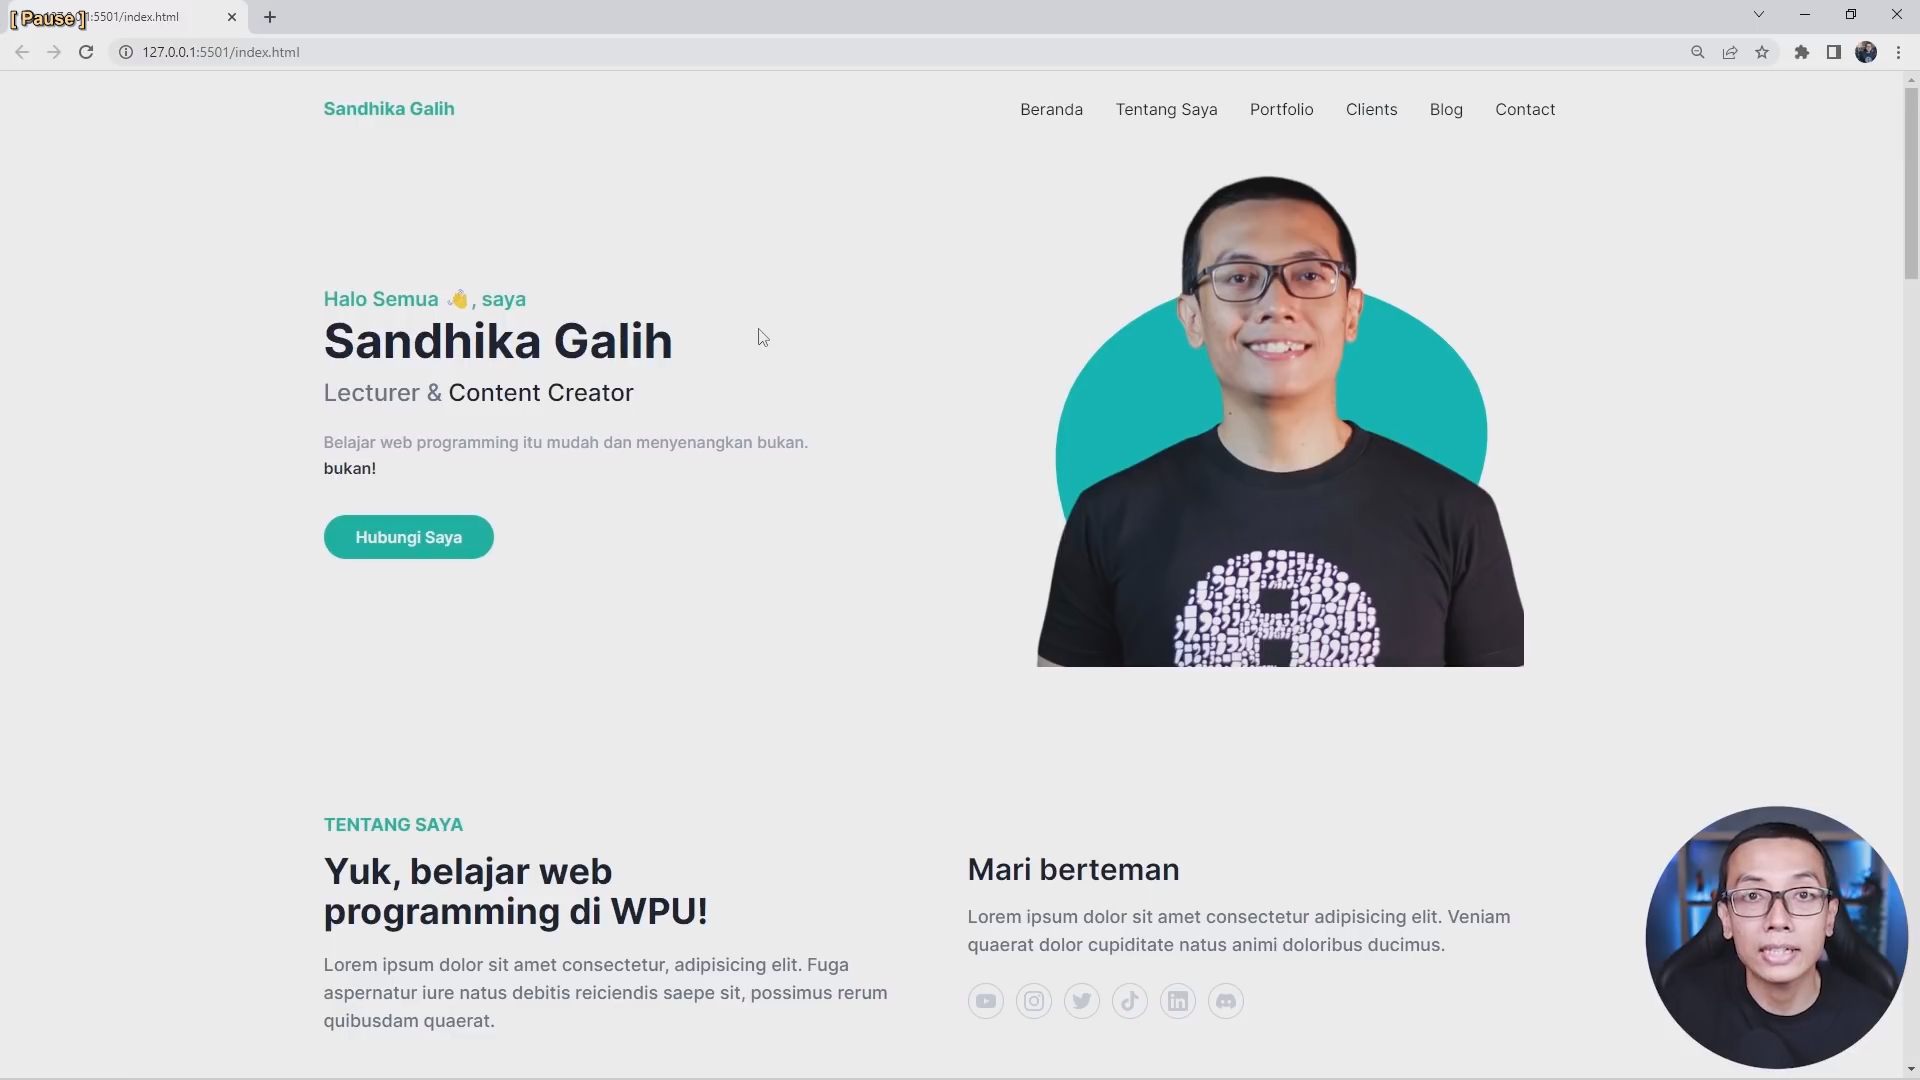 [ Pause ]
:5501/index.html
127.0.0.1:5501/index.html
Sandhika Galih
Beranda Tentang Saya Portfolio Clients Blog Contact
Halo Semua 👋, saya
Sandhika Galih
Lecturer & Content Creator
Belajar web programming itu mudah dan menyenangkan bukan.
bukan!
Hubungi Saya
TENTANG SAYA
Yuk, belajar web
programming di WPU!
Lorem ipsum dolor sit amet consectetur, adipisicing elit. Fuga
aspernatur iure natus debitis reiciendis saepe sit, possimus rerum
quibusdam quaerat.
Mari berteman
Lorem ipsum dolor sit amet consectetur adipisicing elit. Veniam
quaerat dolor cupiditate natus animi doloribus ducimus.